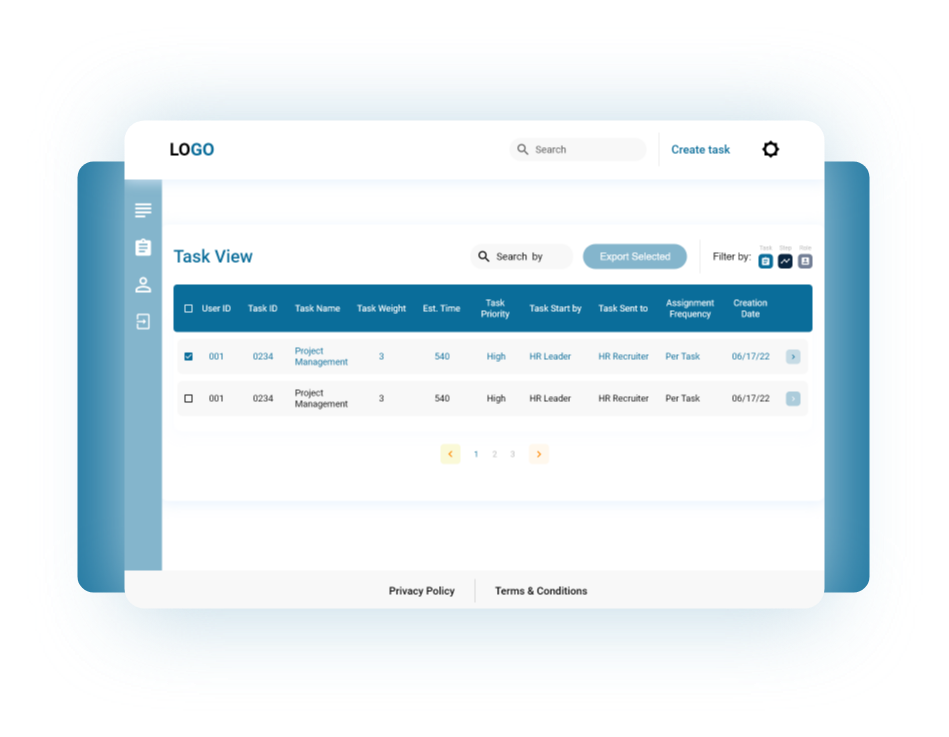 LOGO
Search
Create task
Task View
Search by
Export Selected
Filter by:
Task
Step
Role
User ID
Task ID
Task Name
Task Weight
Est. Time
Task
Priority
Task Start by
Task Sent to
Assignment
Frequency
Creation
Date
001
0234
Project
Management
3
540
High
HR Leader
HR Recruiter
Per Task
06/17/22
001
0234
Project
Management
3
540
High
HR Leader
HR Recruiter
Per Task
06/17/22
1
2
3
Privacy Policy
Terms & Conditions